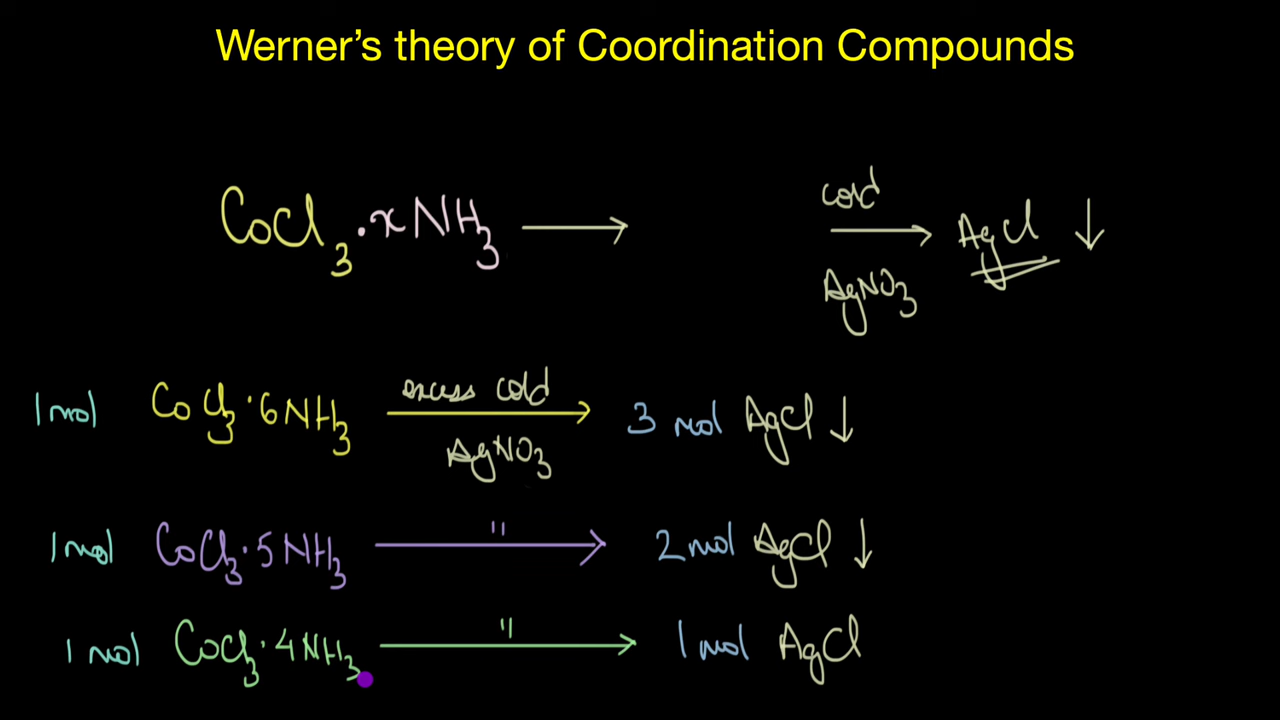 Werner's theory of Coordination Compounds
CoCl₃·xNH₃ ⟶ cold ⟶ AgNO₃ AgCl ↓
1 mol CoCl₃·6NH₃ excess cold ⟶ AgNO₃ 3 mol AgCl ↓
1 mol CoCl₃·5NH₃ ⟶ " 2 mol AgCl ↓
1 mol CoCl₃·4NH₃ ⟶ " 1 mol AgCl